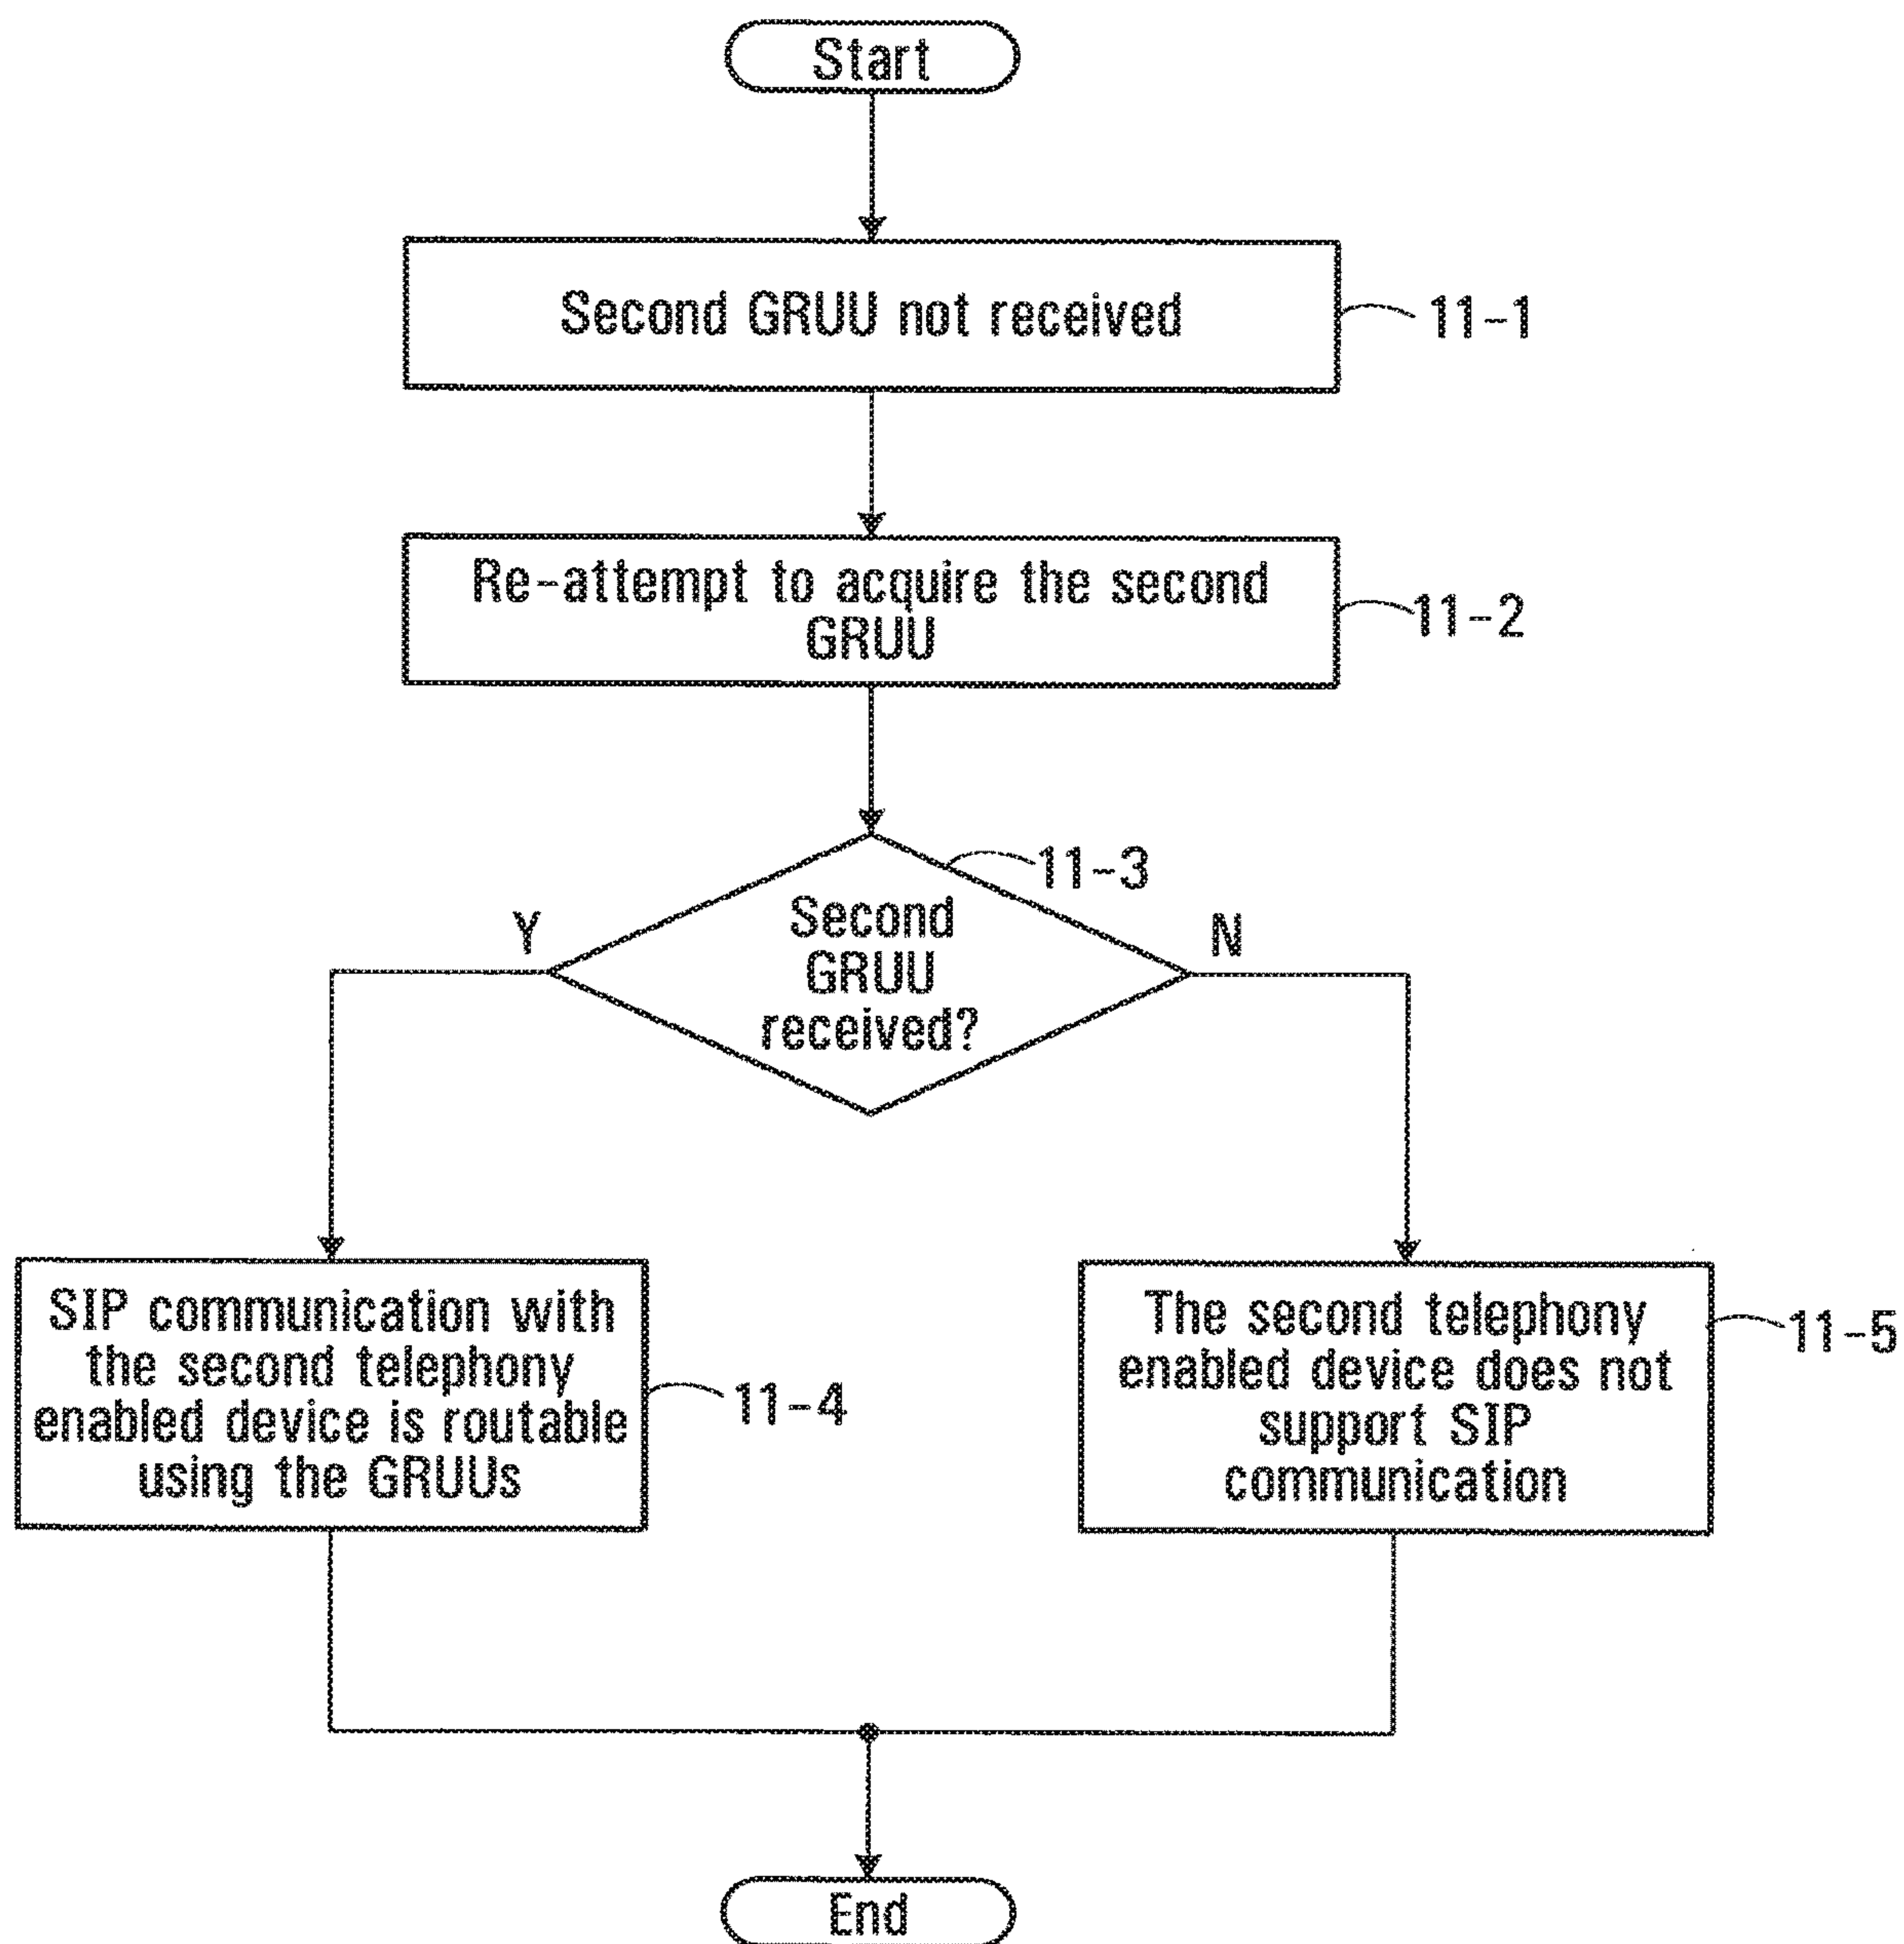 Start
Second GRUU not received
11-1
Re-attempt to acquire the second
GRUU
11-2
11-3
Second
GRUU
received?
Y
N
SIP communication with
the second telephony
enabled device is routable
using the GRUUs
11-4
The second telephony
enabled device does not
support SIP
communication
11-5
End